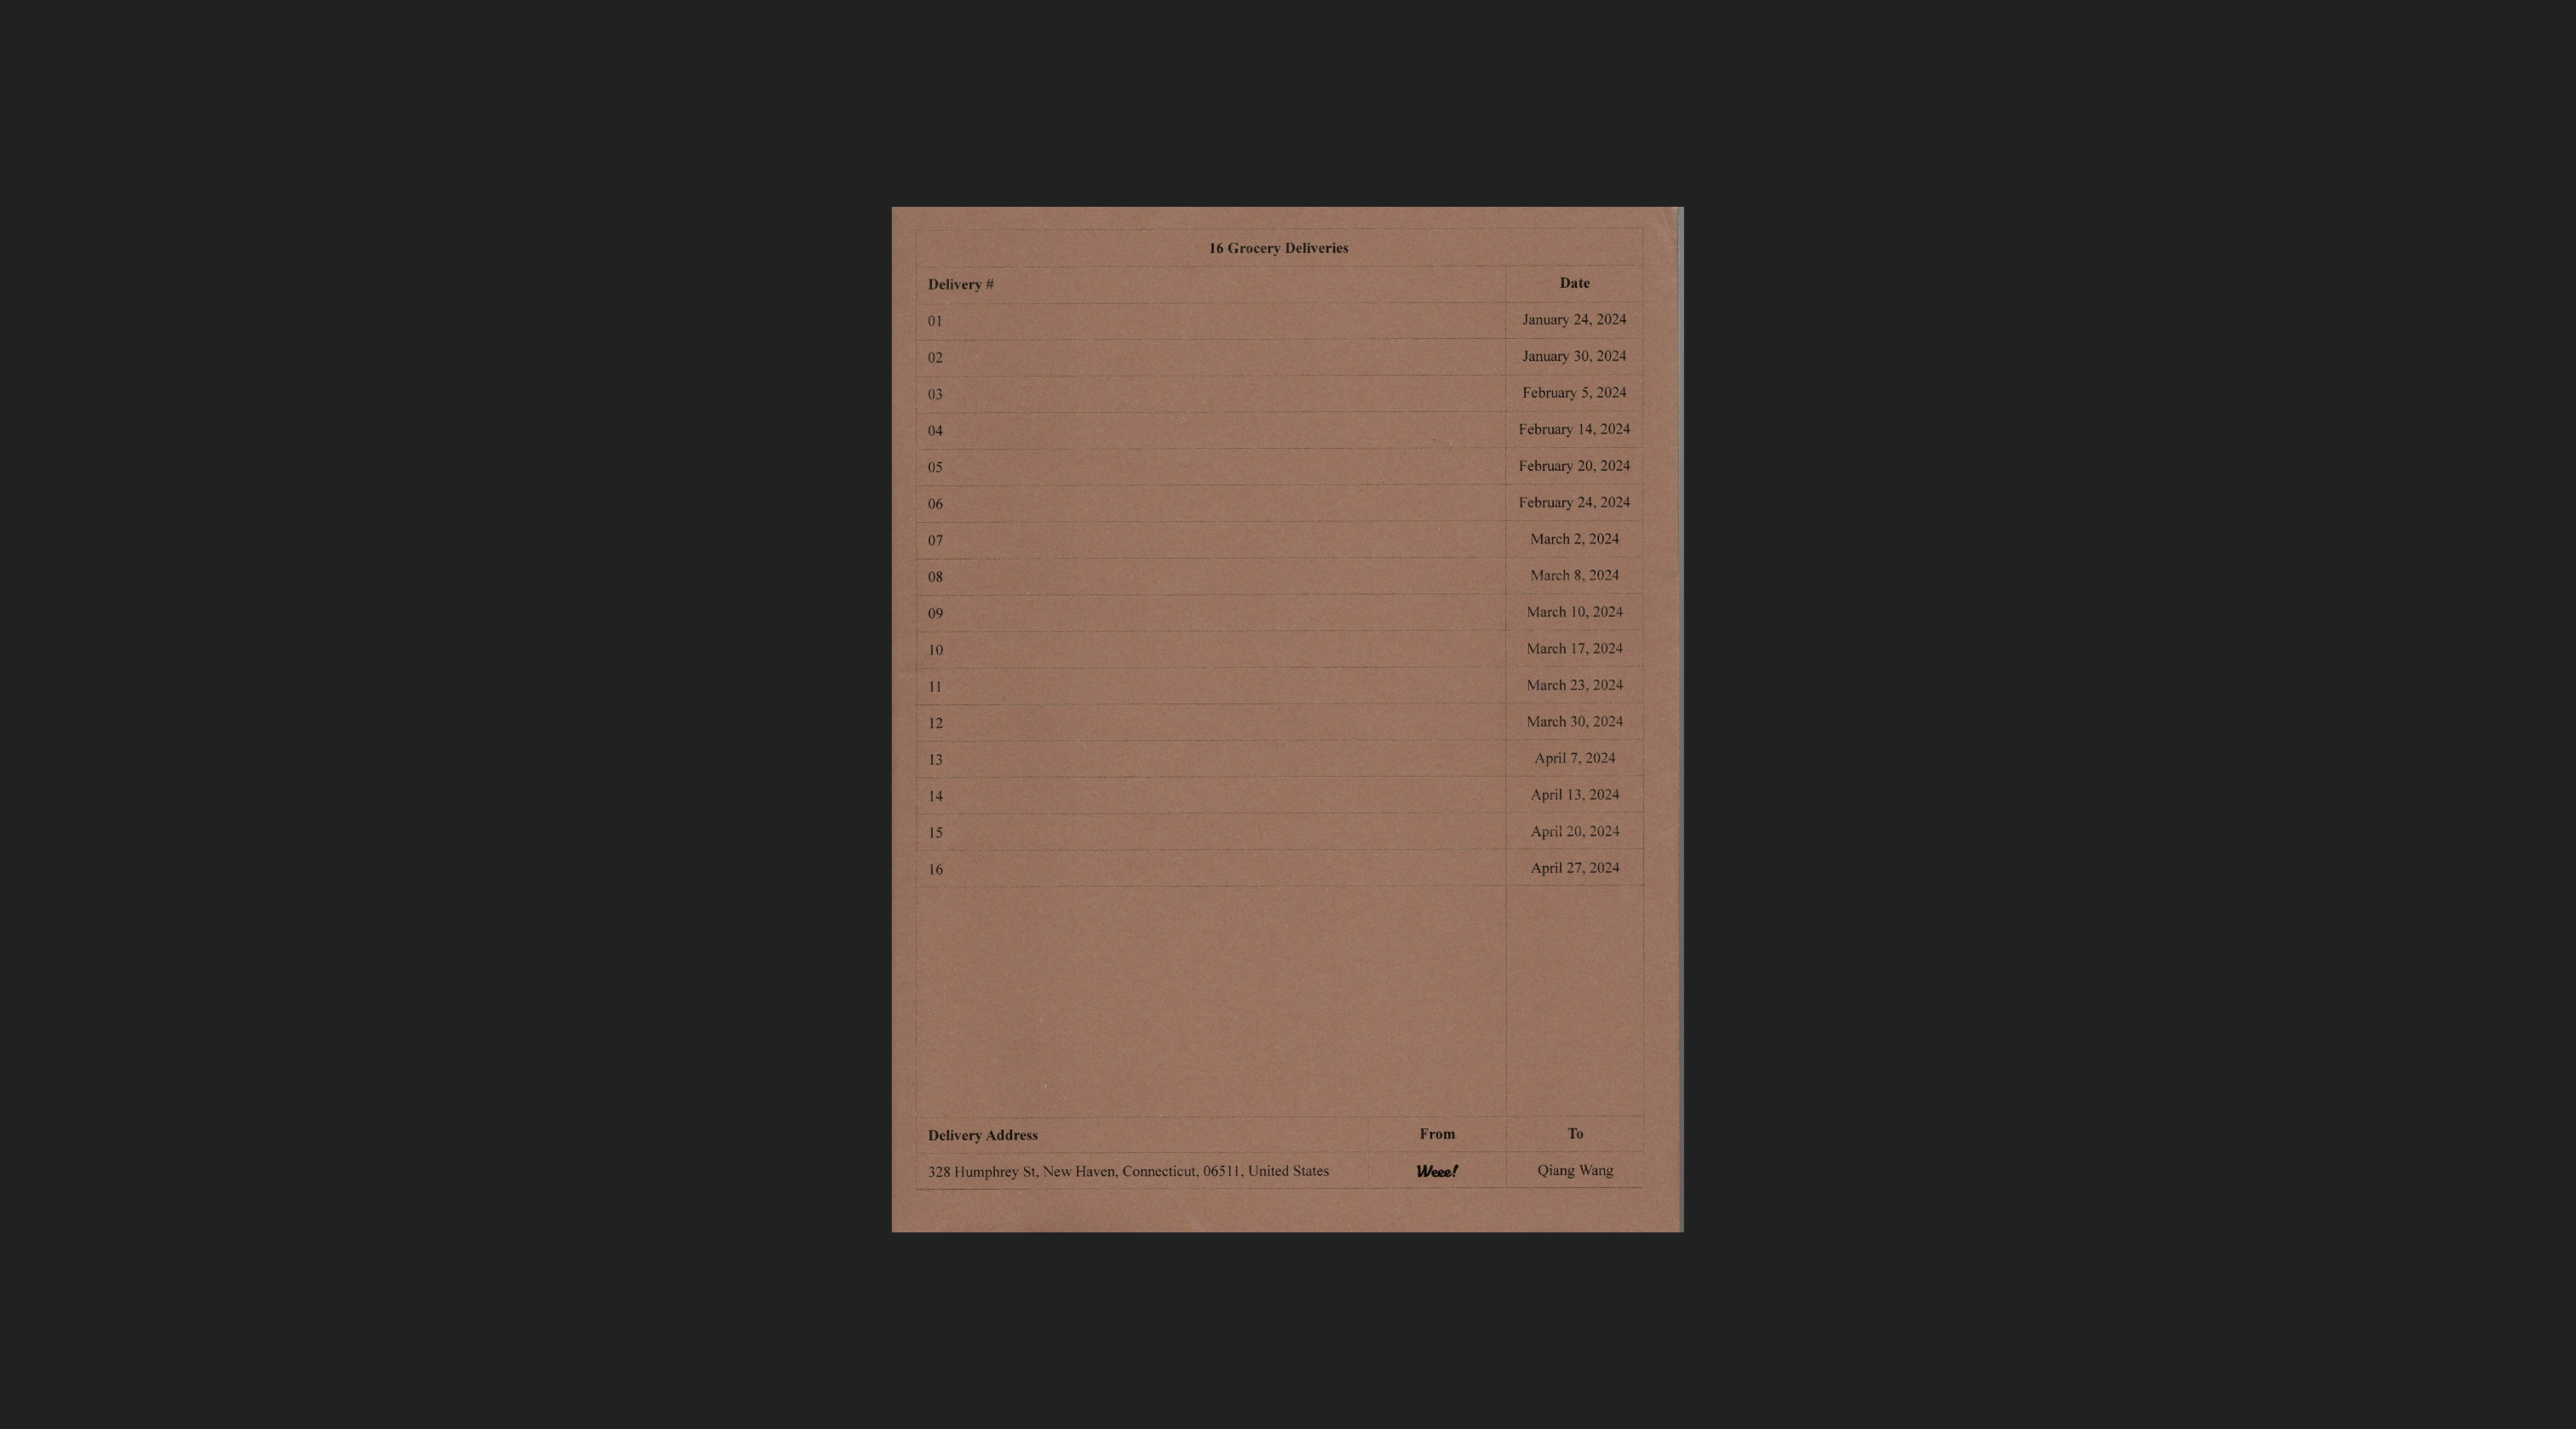 16 Grocery Deliveries
Delivery # Date
01 January 24, 2024
02 January 30, 2024
03 February 5, 2024
04 February 14, 2024
05 February 20, 2024
06 February 24, 2024
07 March 2, 2024
08 March 8, 2024
09 March 10, 2024
10 March 17, 2024
11 March 23, 2024
12 March 30, 2024
13 April 7, 2024
14 April 13, 2024
15 April 20, 2024
16 April 27, 2024
Delivery Address From To
328 Humphrey St, New Haven, Connecticut, 06511, United States Weee! Qiang Wang